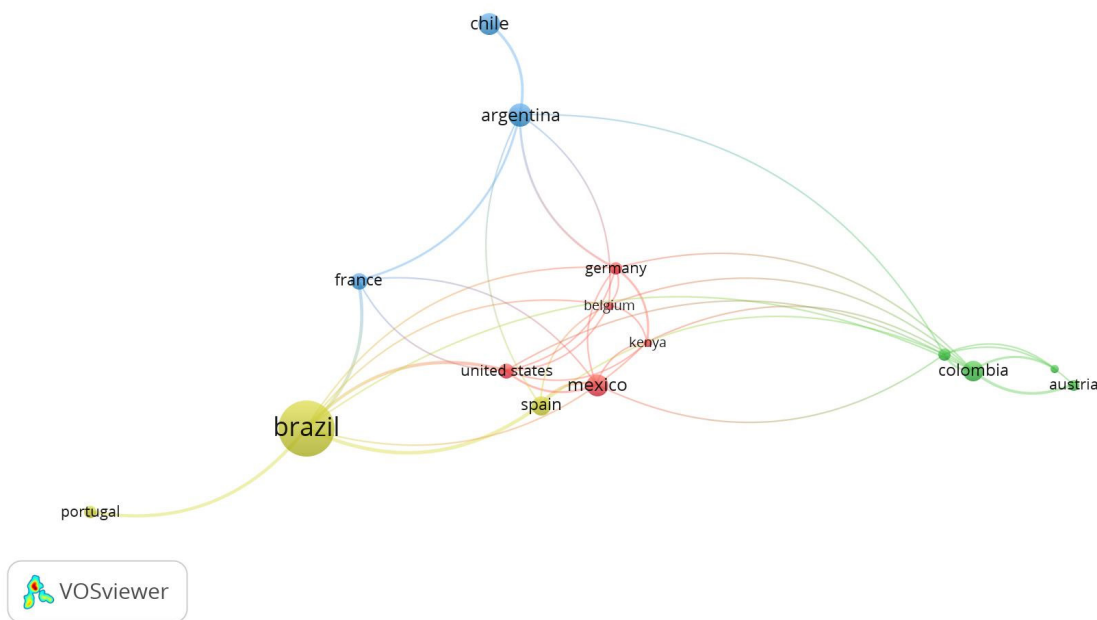 chile
argentina
germany
france
belgium
kenya
united states
colombia
mexico
austria
spain
brazil
portugal
VOSviewer